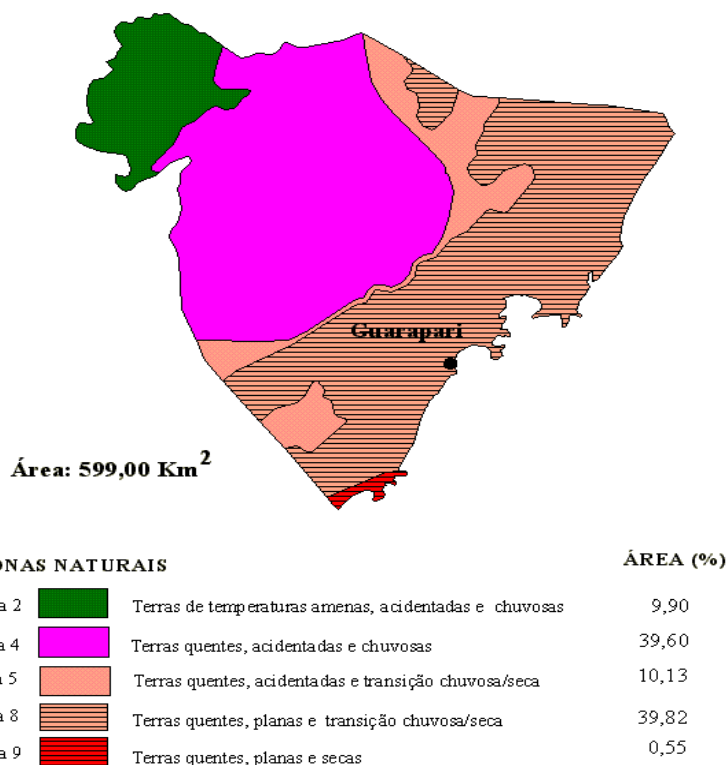 Guarapari
Área: 599,00 Km2
ONAS NATURAIS ÁREA (%)
a 2 Terras de temperaturas amenas, acidentadas e chuvosas 9,90
a 4 Terras quentes, acidentadas e chuvosas 39,60
a 5 Terras quentes, acidentadas e transição chuvosa/seca 10,13
a 8 Terras quentes, planas e transição chuvosa/seca 39,82
a 9 Terras quentes, planas e secas 0,55